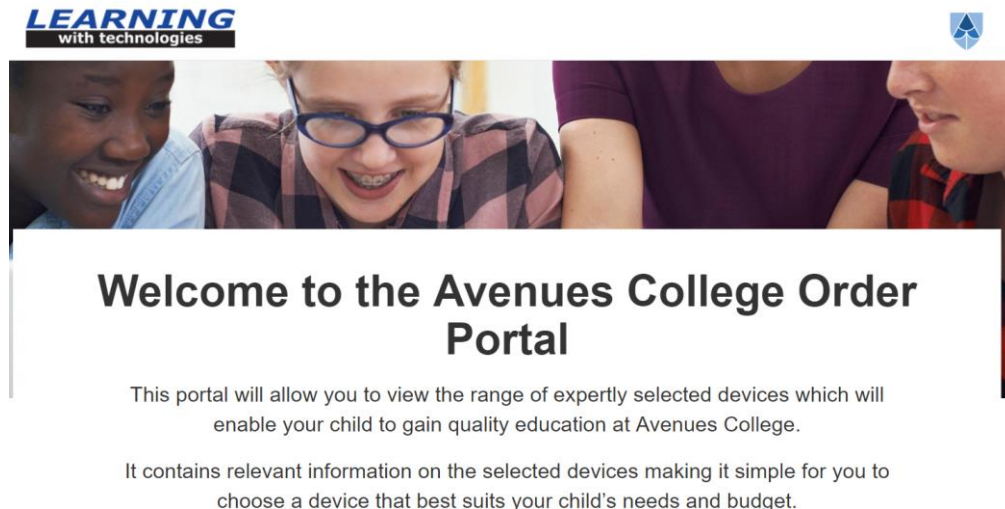 LEARNING
with technologies
Welcome to the Avenues College Order
Portal
This portal will allow you to view the range of expertly selected devices which will
enable your child to gain quality education at Avenues College.
It contains relevant information on the selected devices making it simple for you to
choose a device that best suits your child’s needs and budget.